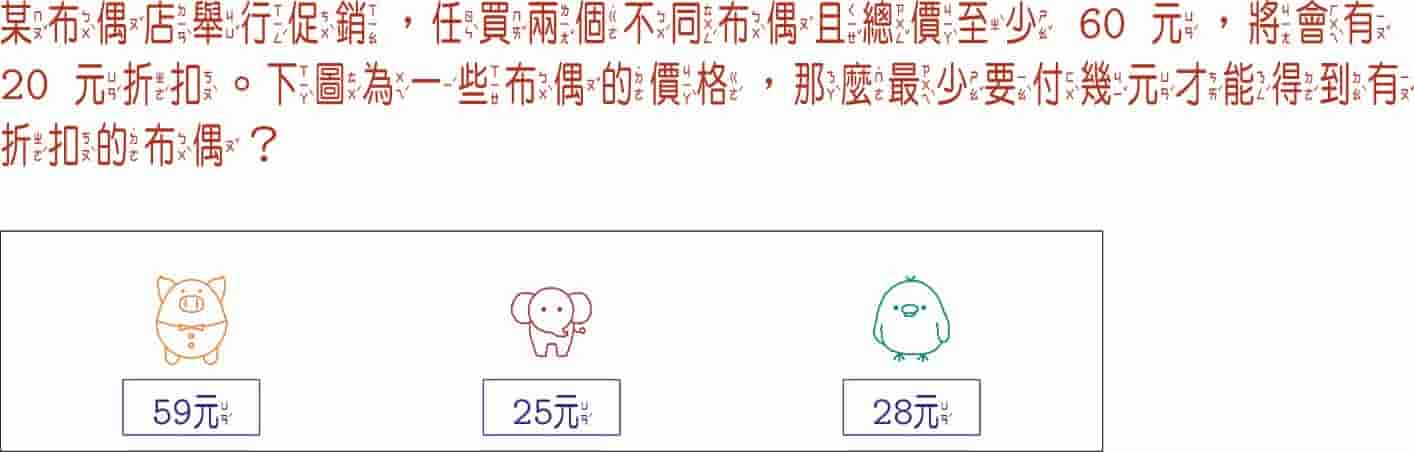 某布偶店舉行促銷，任買兩個不同布偶且總價至少 60 元，將會有
20 元折扣。下圖為一些布偶的價格，那麼最少要付幾元才能得到有
折扣的布偶？
59元 25元 28元